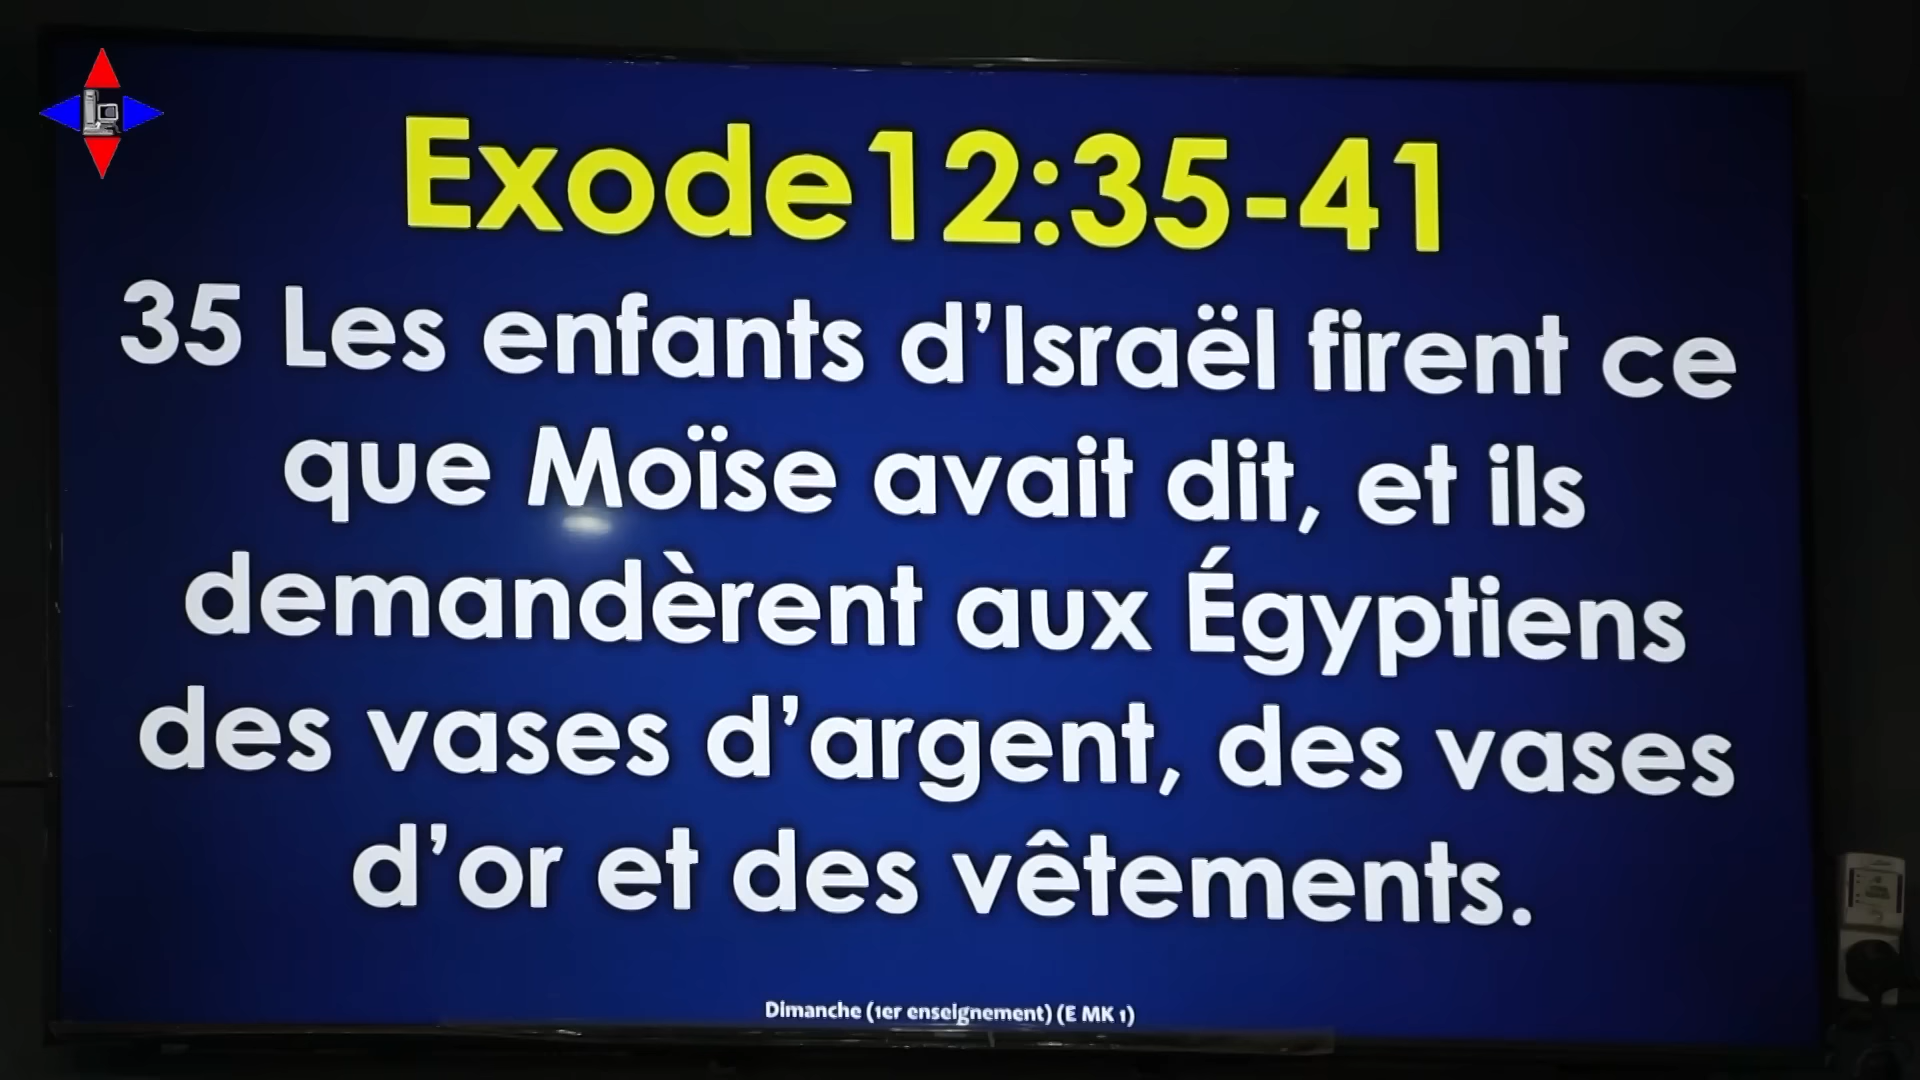 Exode12:35-41
35 Les enfants d’Israël firent ce
que Moïse avait dit, et ils
demandèrent aux Égyptiens
des vases d’argent, des vases
d’or et des vêtements.
Dimanche (1er enseignement) (E MK 1)